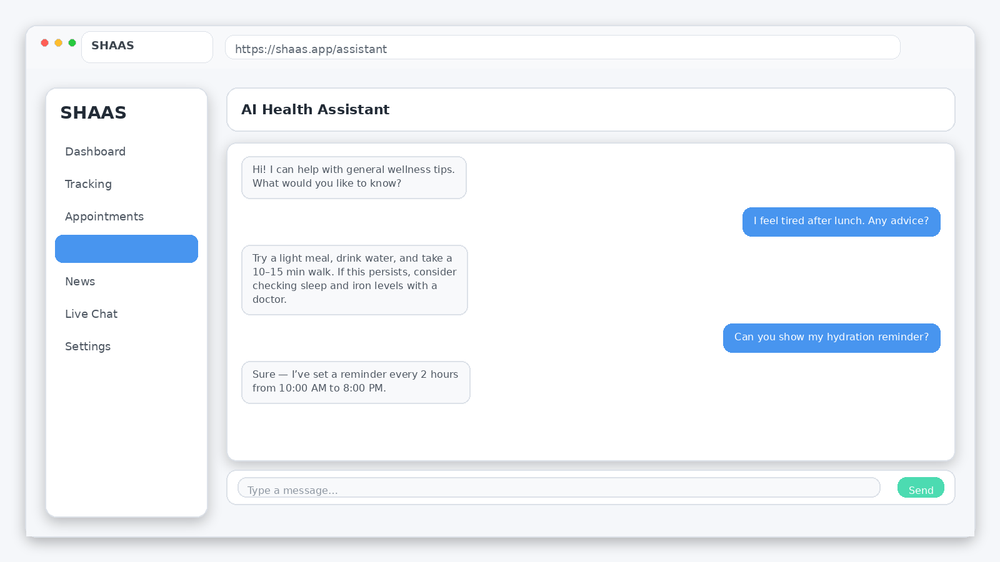 SHAAS
https://shaas.app/assistant
SHAAS
Dashboard
Tracking
Appointments
News
Live Chat
Settings
AI Health Assistant
Hi! I can help with general wellness tips.
What would you like to know?
I feel tired after lunch. Any advice?
Try a light meal, drink water, and take a
10–15 min walk. If this persists, consider
checking sleep and iron levels with a
doctor.
Can you show my hydration reminder?
Sure — I’ve set a reminder every 2 hours
from 10:00 AM to 8:00 PM.
Type a message…
Send